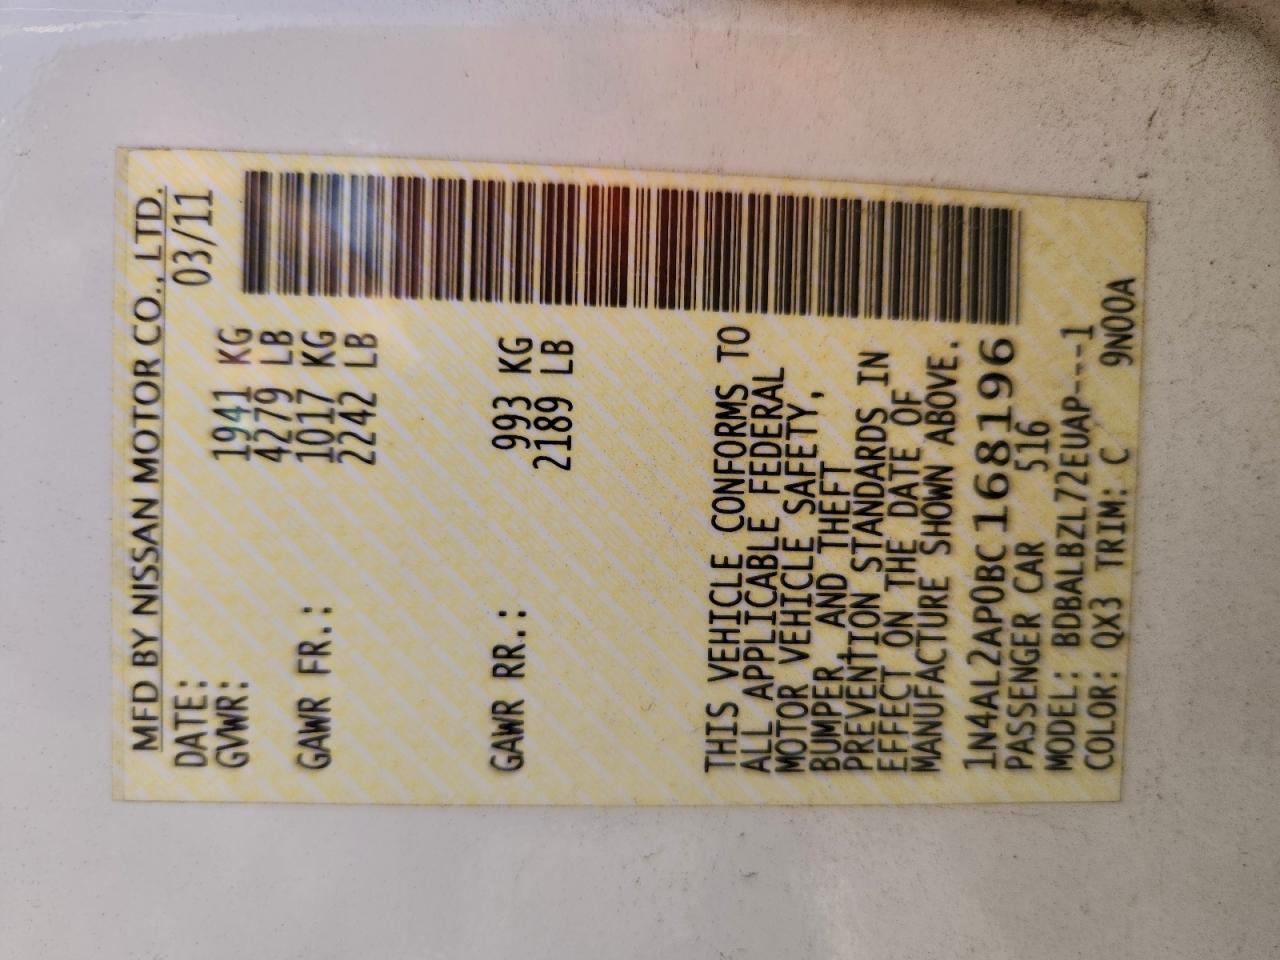 MFD BY NISSAN MOTOR CO., LTD.
DATE: 03/11
GVWR: 1941 KG
4279 LB
GAWR FR.: 1017 KG
2242 LB
GAWR RR.: 993 KG
2189 LB
THIS VEHICLE CONFORMS TO
ALL APPLICABLE FEDERAL
MOTOR VEHICLE SAFETY,
BUMPER, AND THEFT
PREVENTION STANDARDS IN
EFFECT ON THE DATE OF
MANUFACTURE SHOWN ABOVE.
1N4AL2AP0BC168196
PASSENGER CAR 516
MODEL: BDBALBZL72EUAP---1
COLOR: QX3 TRIM: C 9N00A